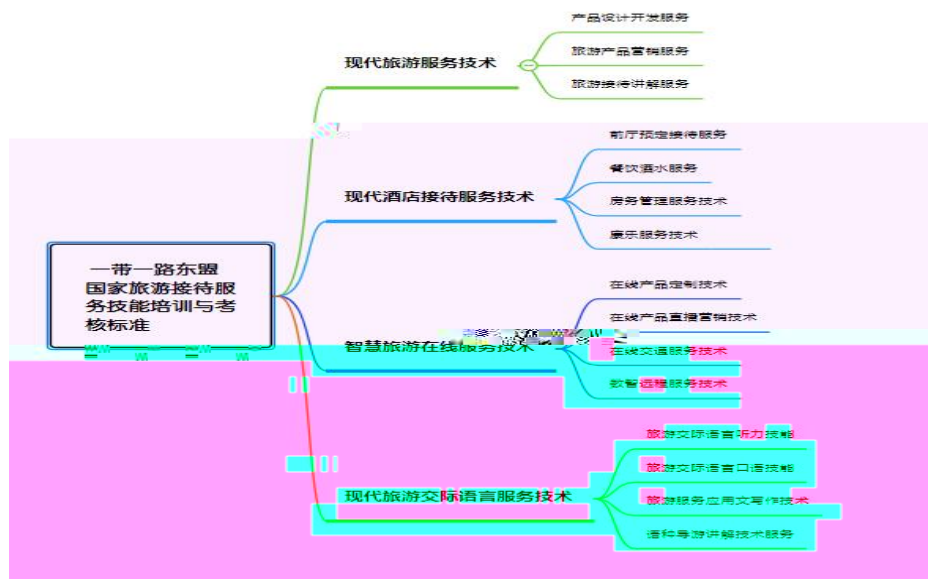 产品设计开发服务
现代旅游服务技术
旅游产品营销服务
旅游接待讲解服务
前厅预定接待服务
餐饮酒水服务
现代酒店接待服务技术
房务管理服务技术
康乐服务技术
一带一路东盟
国家旅游接待服
务技能培训与考
核标准
在线产品定制技术
在线产品直播营销技术
智慧旅游在线服务技术
在线交通服务技术
数智远程服务技术
旅游交际语言听力技能
旅游交际语言口语技能
现代旅游交际语言服务技术
旅游服务应用文写作技术
语种导游讲解技术服务